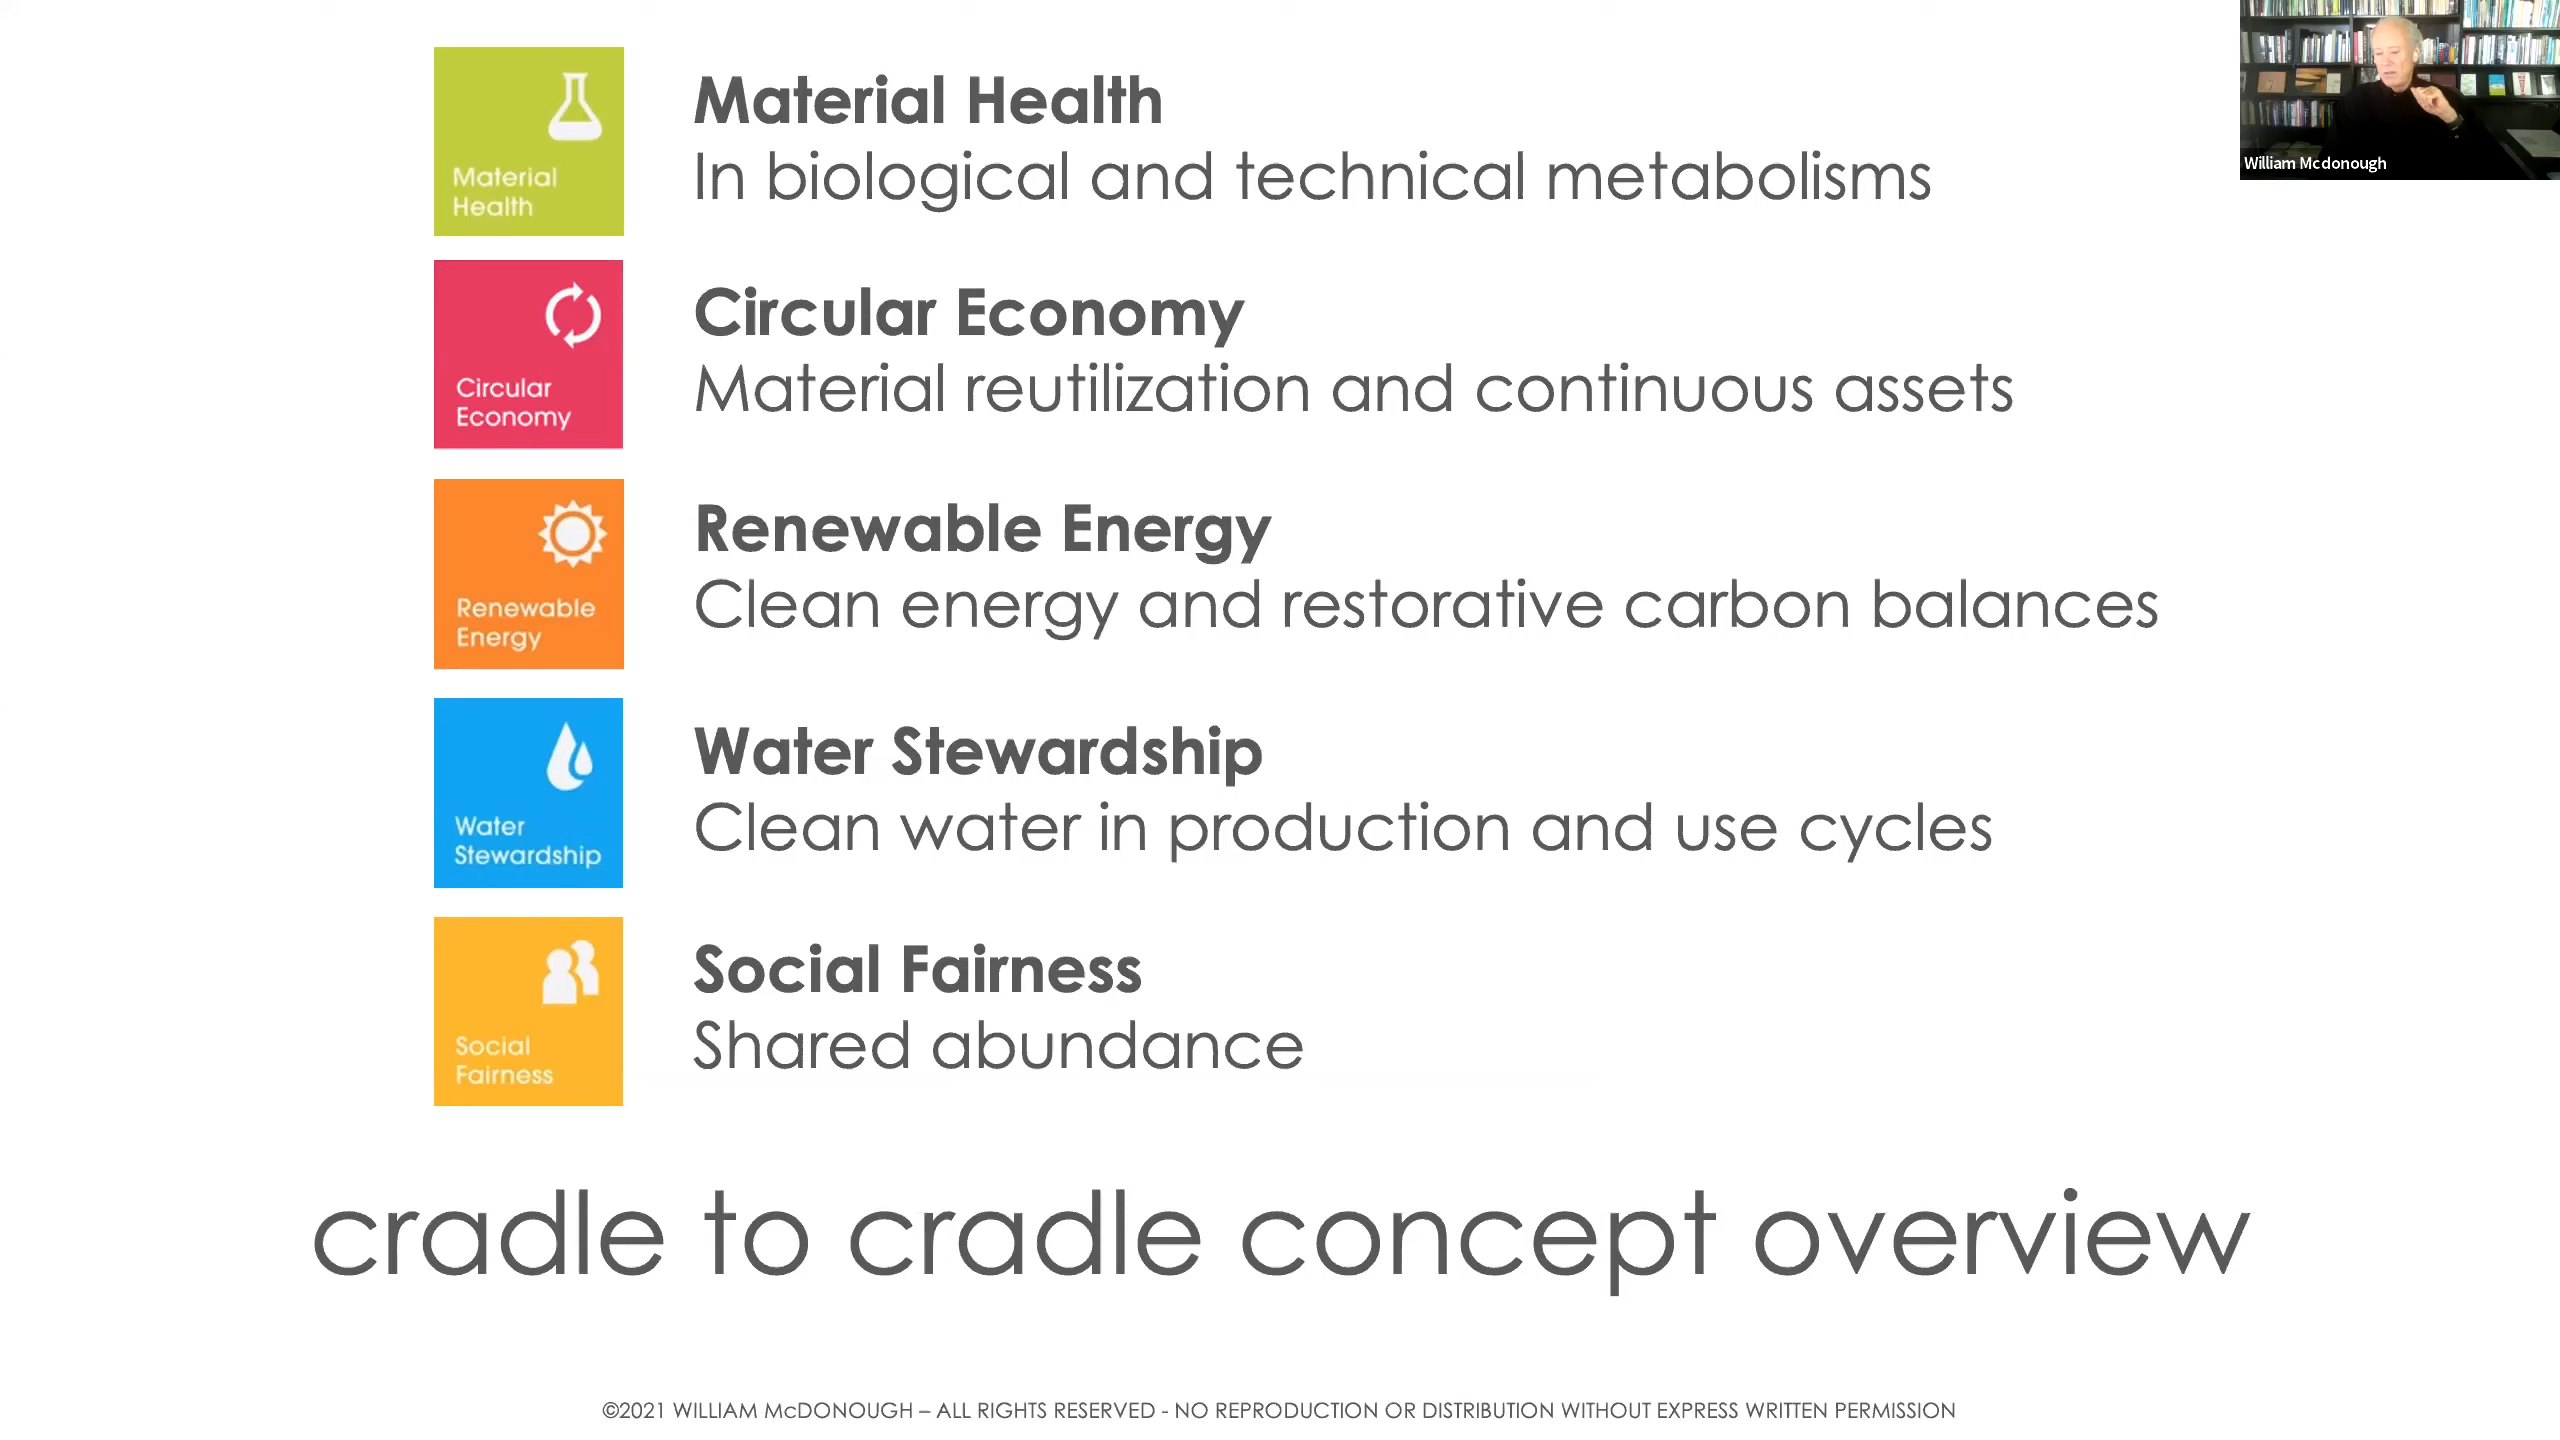 Material
Health
Material Health
In biological and technical metabolisms
William Mcdonough
Circular
Economy
Circular Economy
Material reutilization and continuous assets
Renewable
Energy
Renewable Energy
Clean energy and restorative carbon balances
Water
Stewardship
Water Stewardship
Clean water in production and use cycles
Social
Fairness
Social Fairness
Shared abundance
cradle to cradle concept overview
©2021 WILLIAM McDONOUGH – ALL RIGHTS RESERVED - NO REPRODUCTION OR DISTRIBUTION WITHOUT EXPRESS WRITTEN PERMISSION